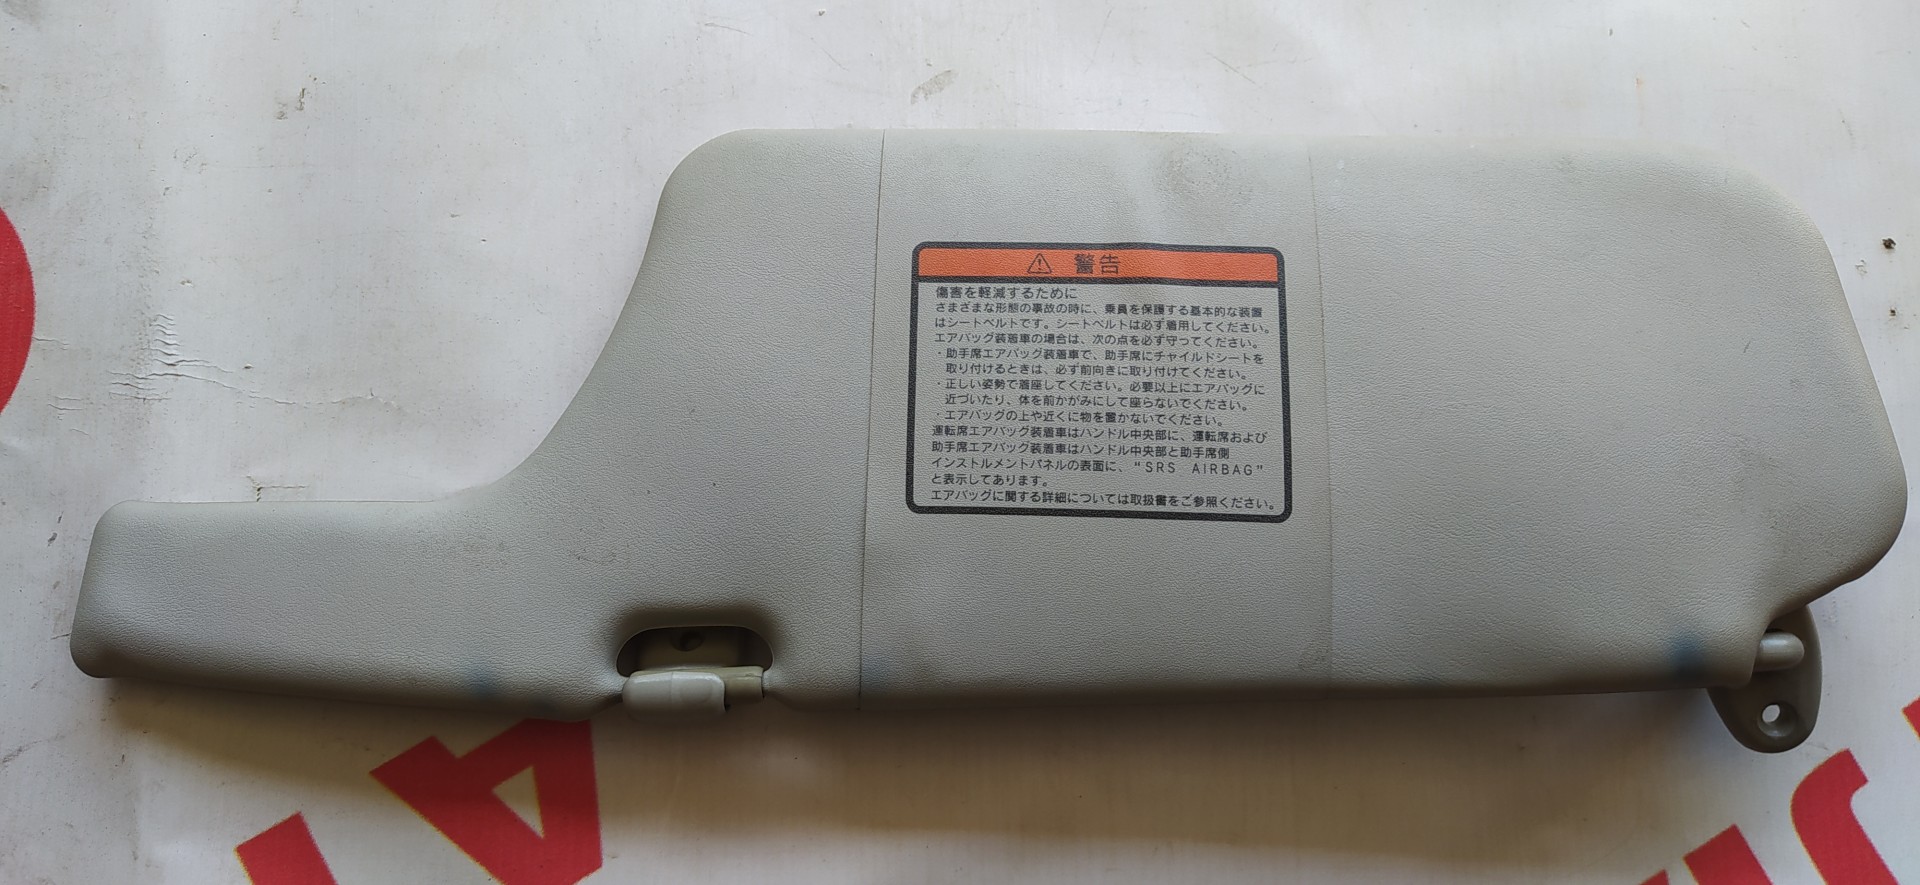 ⚠ 警告
傷害を軽減するために
さまざまな形態の事故の時に、乗員を保護する基本的な装置
はシートベルトです。シートベルトは必ず着用してください。
エアバッグ装着車の場合は、次の点を必ず守ってください。
・助手席エアバッグ装着車で、助手席にチャイルドシートを
取り付けるときは、必ず前向きに取り付けてください。
・正しい姿勢で着座してください。必要以上にエアバッグに
近づいたり、体を前かがみにして座らないでください。
・エアバッグの上や近くに物を置かないでください。
運転席エアバッグ装着車はハンドル中央部に、運転席および
助手席エアバッグ装着車はハンドル中央部と助手席側
インストルメントパネルの表面に、"SRS AIRBAG"
と表示してあります。
エアバッグに関する詳細については取扱書をご参照ください。